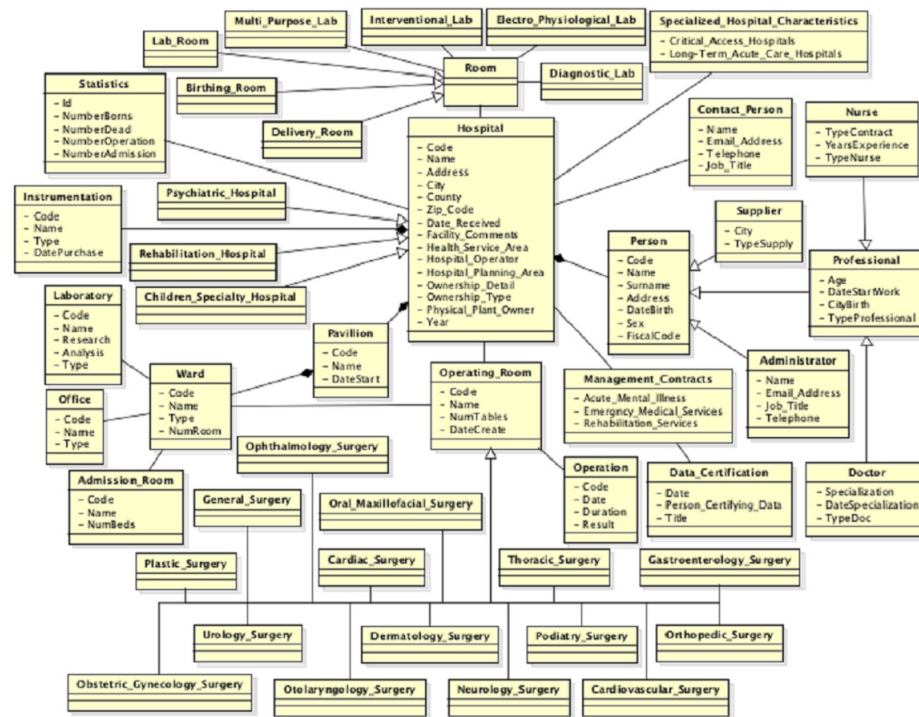 Multi_Purpose_Lab
Interventional_Lab
Electro_Physiological_Lab
Specialized_Hospital_Characteristics
- Critical_Access_Hospitals
- Long-Term_Acute_Care_Hospitals
Lab_Room
Room
Diagnostic_Lab
Statistics
- Id
- NumberBorns
- NumberDead
- NumberOperation
- NumberAdmission
Birthing_Room
Delivery_Room
Hospital
- Code
- Name
- Address
- City
- County
- Zip_Code
- Date_Received
- Facility_Comments
- Health_Service_Area
- Hospital_Operator
- Hospital_Planning_Area
- Ownership_Detail
- Ownership_Type
- Physical_Plant_Owner
- Year
Contact_Person
- Name
- Email_Address
- Telephone
- Job_Title
Nurse
- TypeContract
- YearsExperience
- TypeNurse
Psychiatric_Hospital
Instrumentation
- Code
- Name
- Type
- DatePurchase
Rehabilitation_Hospital
Children_Specialty_Hospital
Supplier
- City
- TypeSupply
Person
- Code
- Name
- Surname
- Address
- DateBirth
- Sex
- FiscalCode
Professional
- Age
- DateStartWork
- CityBirth
- TypeProfessional
Laboratory
- Code
- Name
- Research
- Analysis
- Type
Pavillion
- Code
- Name
- DateStart
Ward
- Code
- Name
- Type
- NumRoom
Operating_Room
- Code
- Name
- NumTables
- DateCreate
Management_Contracts
- Acute_Mental_Illness
- Emergncy_Medical_Services
- Rehabilitation_Services
Administrator
- Name
- Email_Address
- Job_Title
- Telephone
Office
- Code
- Name
- Type
Ophthalmology_Surgery
Admission_Room
- Code
- Name
- NumBeds
General_Surgery
Oral_Maxillofacial_Surgery
Operation
- Code
- Date
- Duration
- Result
Data_Certification
- Date
- Person_Certifying_Data
- Title
Doctor
- Specialization
- DateSpecialization
- TypeDoc
Plastic_Surgery
Cardiac_Surgery
Thoracic_Surgery
Gastroenterology_Surgery
Urology_Surgery
Dermatology_Surgery
Podiatry_Surgery
Orthopedic_Surgery
Obstetric_Gynecology_Surgery
Otolaryngology_Surgery
Neurology_Surgery
Cardiovascular_Surgery